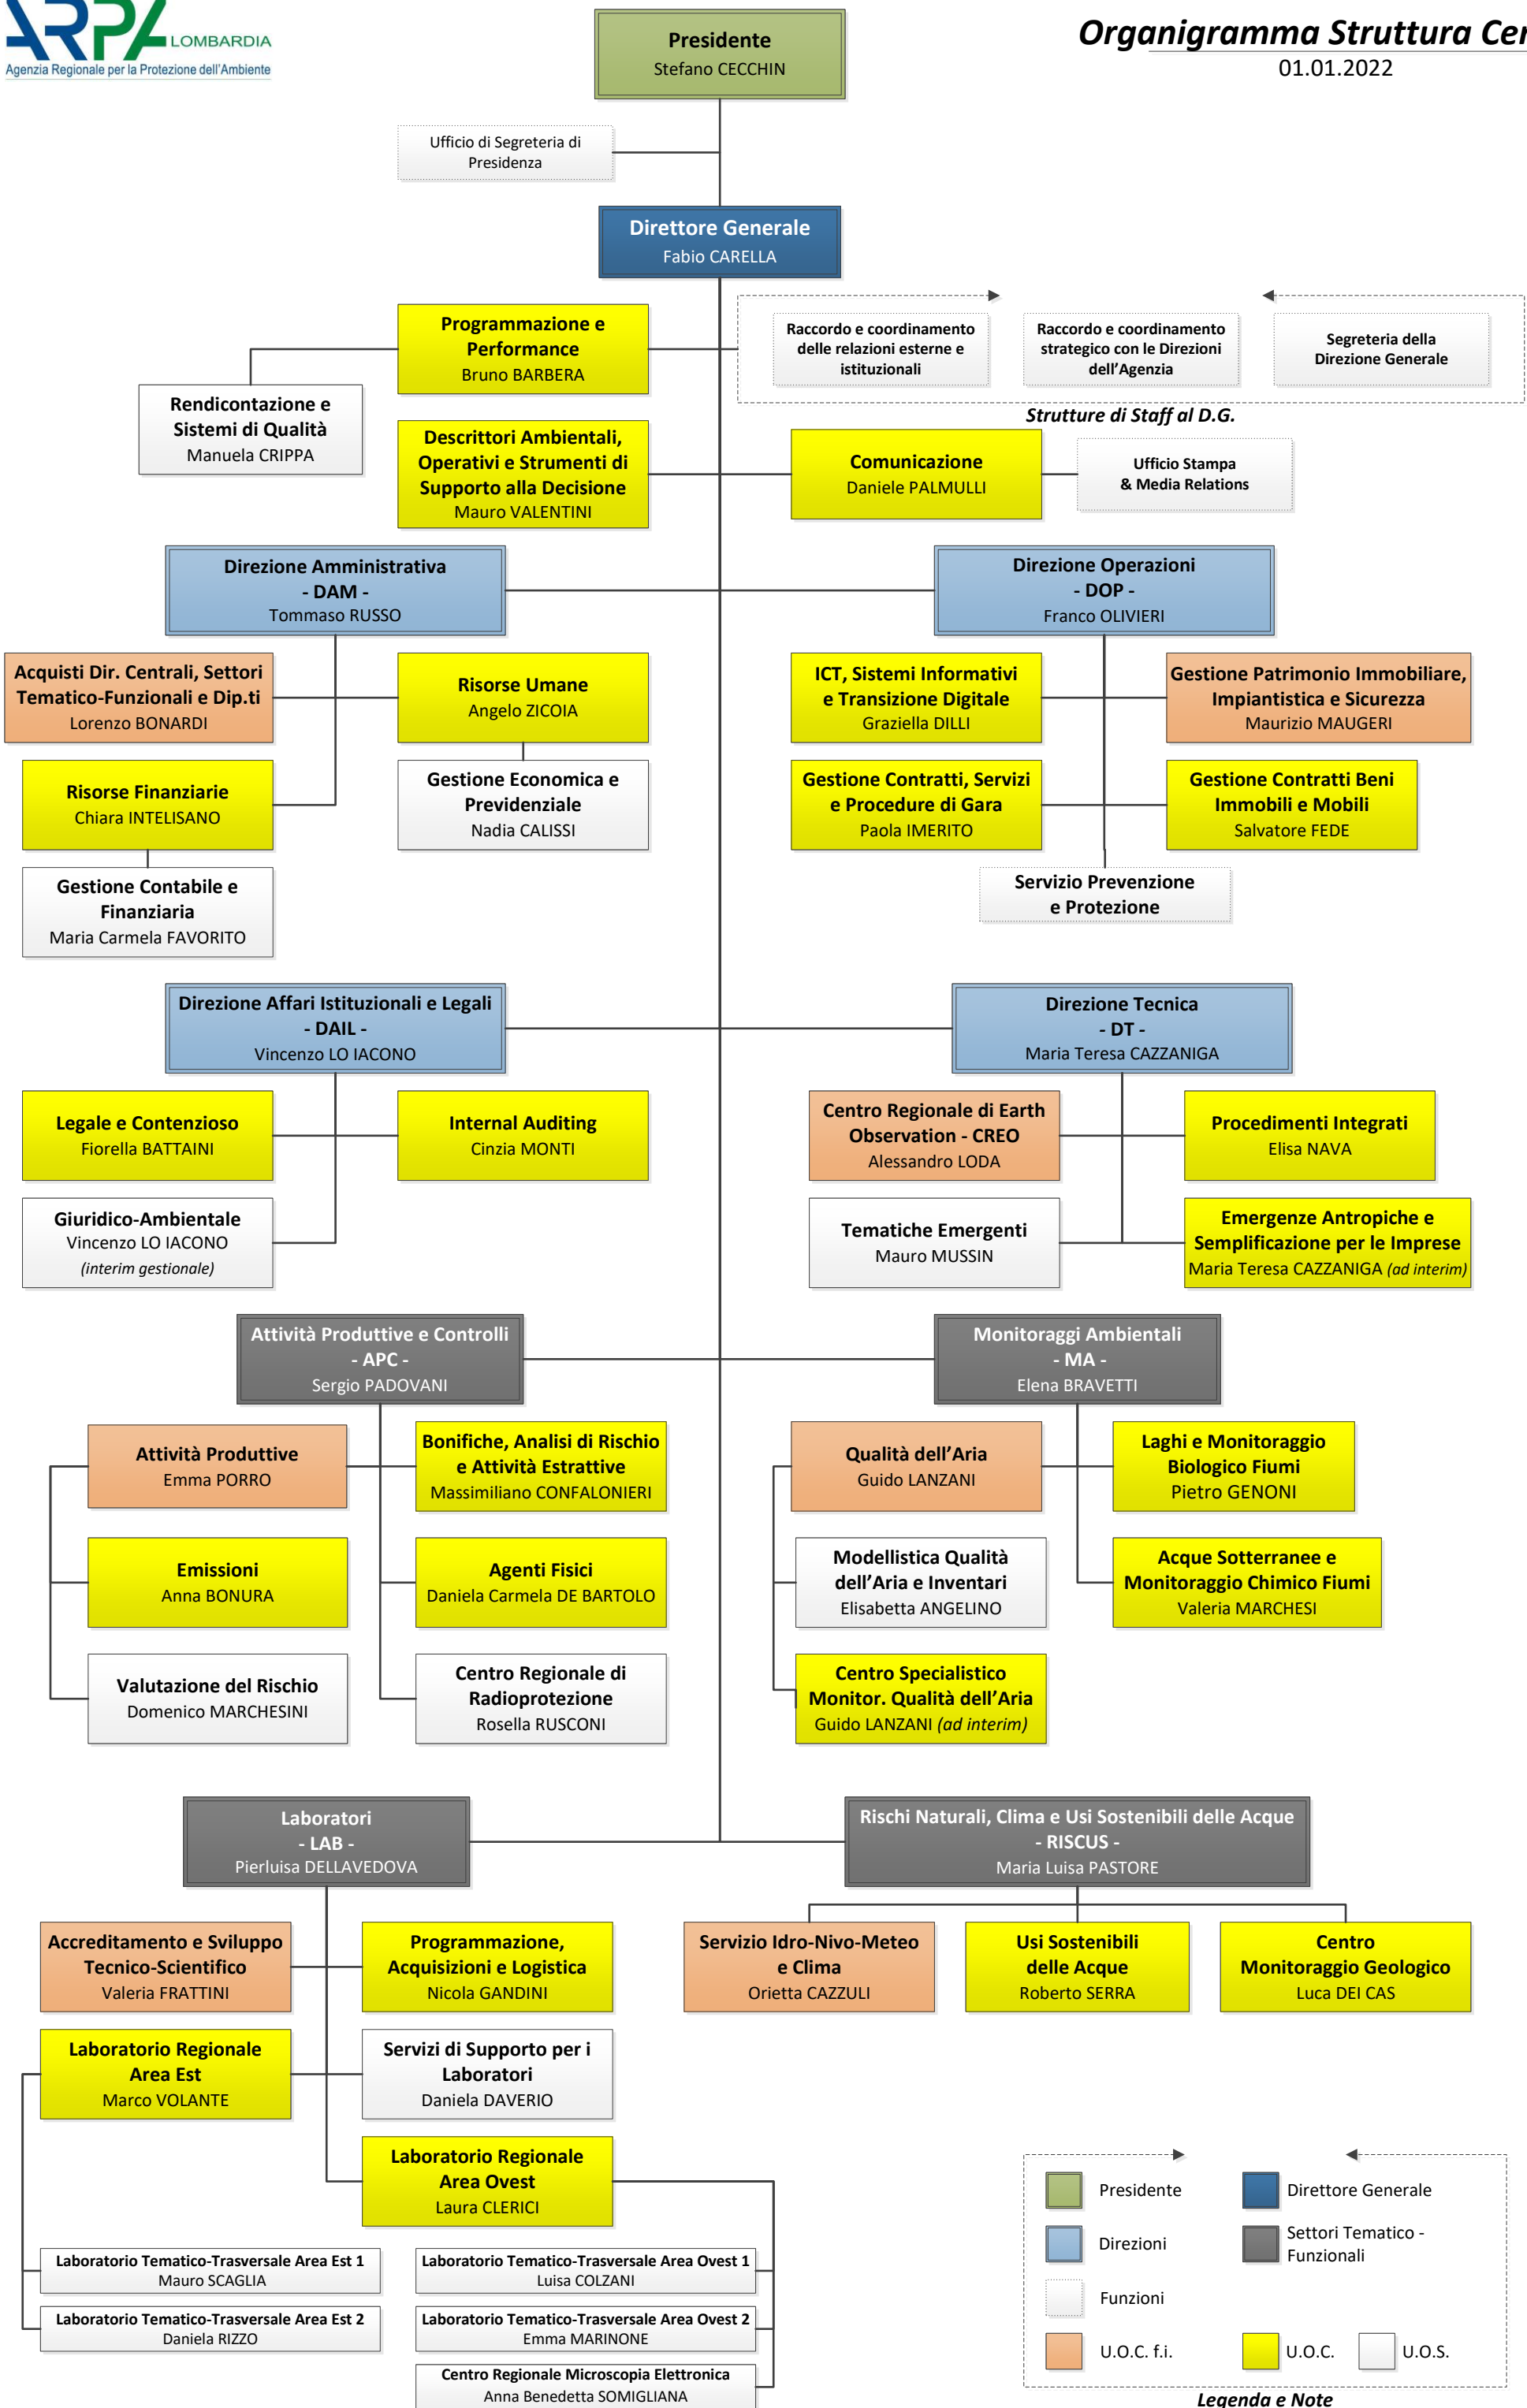 ARPA LOMBARDIA
Agenzia Regionale per la Protezione dell'Ambiente
Organigramma Struttura Cen
01.01.2022
Presidente
Stefano CECCHIN
Ufficio di Segreteria di
Presidenza
Direttore Generale
Fabio CARELLA
Programmazione e
Performance
Bruno BARBERA
Raccordo e coordinamento
delle relazioni esterne e
istituzionali
Raccordo e coordinamento
strategico con le Direzioni
dell'Agenzia
Segreteria della
Direzione Generale
Strutture di Staff al D.G.
Rendicontazione e
Sistemi di Qualità
Manuela CRIPPA
Descrittori Ambientali,
Operativi e Strumenti di
Supporto alla Decisione
Mauro VALENTINI
Comunicazione
Daniele PALMULLI
Ufficio Stampa
& Media Relations
Direzione Amministrativa
- DAM -
Tommaso RUSSO
Direzione Operazioni
- DOP -
Franco OLIVIERI
Acquisti Dir. Centrali, Settori
Tematico-Funzionali e Dip.ti
Lorenzo BONARDI
Risorse Umane
Angelo ZICOIA
ICT, Sistemi Informativi
e Transizione Digitale
Graziella DILLI
Gestione Patrimonio Immobiliare,
Impiantistica e Sicurezza
Maurizio MAUGERI
Risorse Finanziarie
Chiara INTELISANO
Gestione Economica e
Previdenziale
Nadia CALISSI
Gestione Contratti, Servizi
e Procedure di Gara
Paola IMERITO
Gestione Contratti Beni
Immobili e Mobili
Salvatore FEDE
Gestione Contabile e
Finanziaria
Maria Carmela FAVORITO
Servizio Prevenzione
e Protezione
Direzione Affari Istituzionali e Legali
- DAIL -
Vincenzo LO IACONO
Direzione Tecnica
- DT -
Maria Teresa CAZZANIGA
Legale e Contenzioso
Fiorella BATTAINI
Internal Auditing
Cinzia MONTI
Centro Regionale di Earth
Observation - CREO
Alessandro LODA
Procedimenti Integrati
Elisa NAVA
Giuridico-Ambientale
Vincenzo LO IACONO
(interim gestionale)
Tematiche Emergenti
Mauro MUSSIN
Emergenze Antropiche e
Semplificazione per le Imprese
Maria Teresa CAZZANIGA (ad interim)
Attività Produttive e Controlli
- APC -
Sergio PADOVANI
Monitoraggi Ambientali
- MA -
Elena BRAVETTI
Attività Produttive
Emma PORRO
Bonifiche, Analisi di Rischio
e Attività Estrattive
Massimiliano CONFALONIERI
Qualità dell'Aria
Guido LANZANI
Laghi e Monitoraggio
Biologico Fiumi
Pietro GENONI
Emissioni
Anna BONURA
Agenti Fisici
Daniela Carmela DE BARTOLO
Modellistica Qualità
dell'Aria e Inventari
Elisabetta ANGELINO
Acque Sotterranee e
Monitoraggio Chimico Fiumi
Valeria MARCHESI
Valutazione del Rischio
Domenico MARCHESINI
Centro Regionale di
Radioprotezione
Rosella RUSCONI
Centro Specialistico
Monitor. Qualità dell'Aria
Guido LANZANI (ad interim)
Laboratori
- LAB -
Pierluisa DELLAVEDOVA
Rischi Naturali, Clima e Usi Sostenibili delle Acque
- RISCUS -
Maria Luisa PASTORE
Accreditamento e Sviluppo
Tecnico-Scientifico
Valeria FRATTINI
Programmazione,
Acquisizioni e Logistica
Nicola GANDINI
Servizio Idro-Nivo-Meteo
e Clima
Orietta CAZZULI
Usi Sostenibili
delle Acque
Roberto SERRA
Centro
Monitoraggio Geologico
Luca DEI CAS
Laboratorio Regionale
Area Est
Marco VOLANTE
Servizi di Supporto per i
Laboratori
Daniela DAVERIO
Laboratorio Regionale
Area Ovest
Laura CLERICI
Laboratorio Tematico-Trasversale Area Est 1
Mauro SCAGLIA
Laboratorio Tematico-Trasversale Area Ovest 1
Luisa COLZANI
Laboratorio Tematico-Trasversale Area Est 2
Daniela RIZZO
Laboratorio Tematico-Trasversale Area Ovest 2
Emma MARINONE
Centro Regionale Microscopia Elettronica
Anna Benedetta SOMIGLIANA
Presidente
Direttore Generale
Direzioni
Settori Tematico -
Funzionali
Funzioni
U.O.C. f.i.
U.O.C.
U.O.S.
Legenda e Note